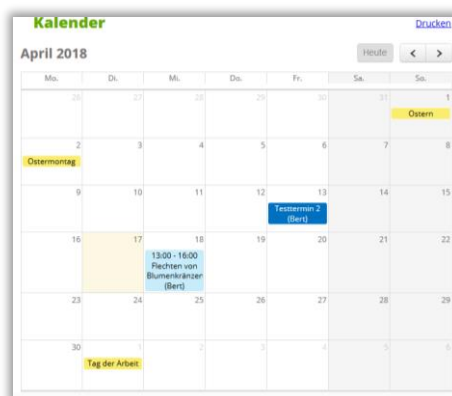 Kalender
Drucken
April 2018
Heute
Mo. Di. Mi. Do. Fr. Sa. So.
26 27 28 29 30 31 1
Ostern
2 3 4 5 6 7 8
Ostermontag
9 10 11 12 13 14 15
Testtermin 2
(Bert)
16 17 18 19 20 21 22
13:00 - 16:00
Flechten von
Blumenkränzen
(Bert)
23 24 25 26 27 28 29
30 1 2 3 4 5 6
Tag der Arbeit